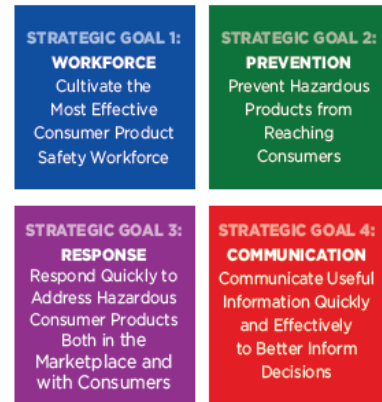 STRATEGIC GOAL 1:
WORKFORCE
Cultivate the
Most Effective
Consumer Product
Safety Workforce
STRATEGIC GOAL 2:
PREVENTION
Prevent Hazardous
Products from
Reaching
Consumers
STRATEGIC GOAL 3:
RESPONSE
Respond Quickly to
Address Hazardous
Consumer Products
Both in the
Marketplace and
with Consumers
STRATEGIC GOAL 4:
COMMUNICATION
Communicate Useful
Information Quickly
and Effectively
to Better Inform
Decisions